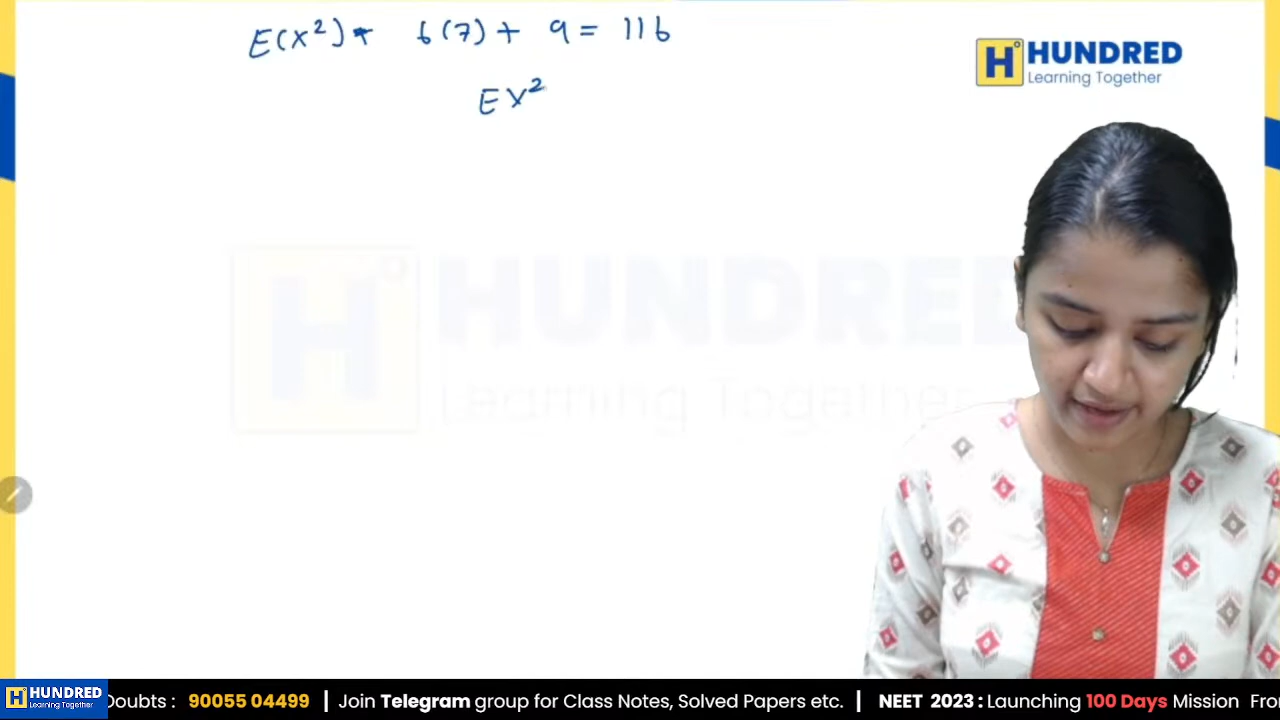 E(X²) + 6(7) + 9 = 116
HUNDRED
Learning Together
EX²
HUNDRED
Learning Together
HUNDRED
Learning Together
Doubts : 90055 04499 | Join Telegram group for Class Notes, Solved Papers etc. // NEET 2023 : Launching 100 Days Mission Fro